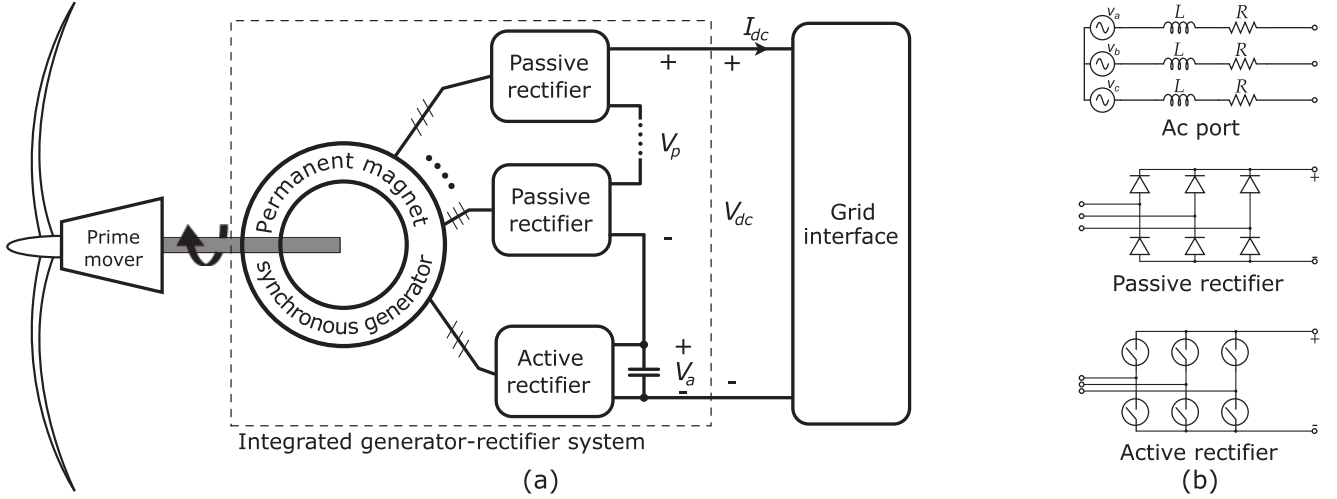 Prime
mover
Permanent magnet
synchronous generator
Passive
rectifier
Passive
rectifier
Active
rectifier
+
V_p
-
+
V_a
-
I_dc
+
V_dc
-
Grid
interface
Integrated generator-rectifier system
(a)
v_a L R
v_b L R
v_c L R
Ac port
+
-
Passive rectifier
+
-
Active rectifier
(b)